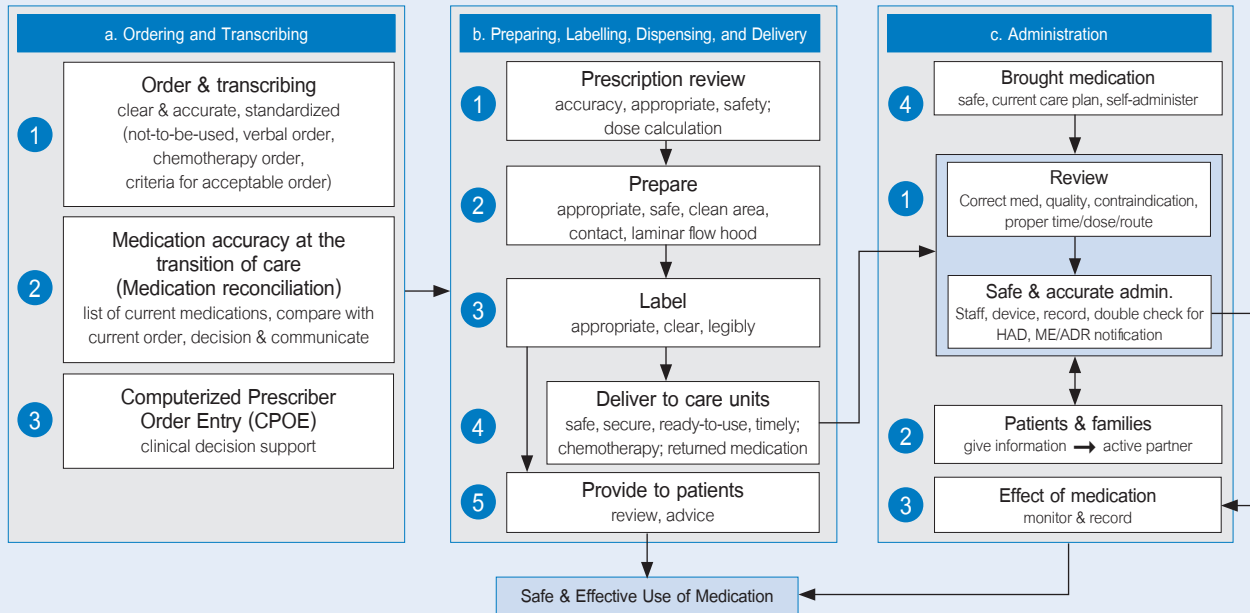 a. Ordering and Transcribing
1
Order & transcribing
clear & accurate, standardized
(not-to-be-used, verbal order,
chemotherapy order,
criteria for acceptable order)
2
Medication accuracy at the
transition of care
(Medication reconciliation)
list of current medications, compare with
current order, decision & communicate
3
Computerized Prescriber
Order Entry (CPOE)
clinical decision support
b. Preparing, Labelling, Dispensing, and Delivery
1
Prescription review
accuracy, appropriate, safety;
dose calculation
2
Prepare
appropriate, safe, clean area,
contact, laminar flow hood
3
Label
appropriate, clear, legibly
4
Deliver to care units
safe, secure, ready-to-use, timely;
chemotherapy; returned medication
5
Provide to patients
review, advice
c. Administration
4
Brought medication
safe, current care plan, self-administer
1
Review
Correct med, quality, contraindication,
proper time/dose/route
Safe & accurate admin.
Staff, device, record, double check for
HAD, ME/ADR notification
2
Patients & families
give information → active partner
3
Effect of medication
monitor & record
Safe & Effective Use of Medication